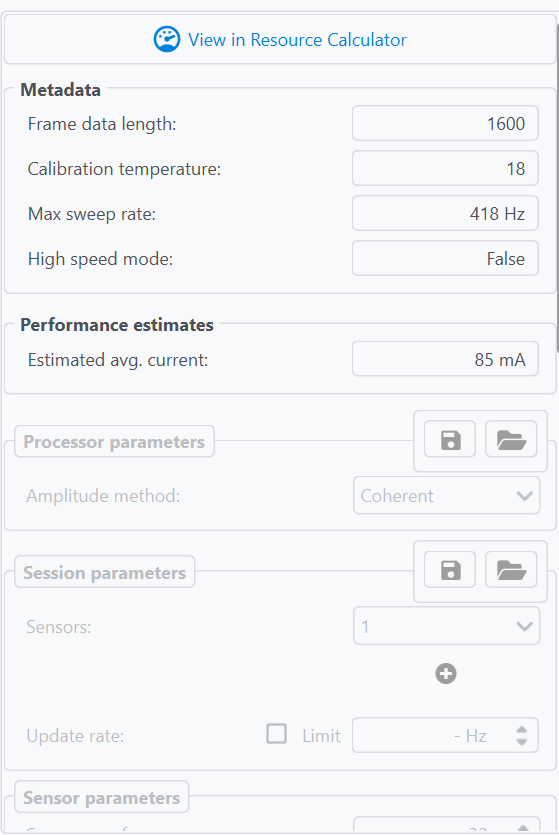 View in Resource Calculator
Metadata
Frame data length: 1600
Calibration temperature: 18
Max sweep rate: 418 Hz
High speed mode: False
Performance estimates
Estimated avg. current: 85 mA
Processor parameters
Amplitude method: Coherent
Session parameters
Sensors: 1
Update rate: Limit - Hz
Sensor parameters